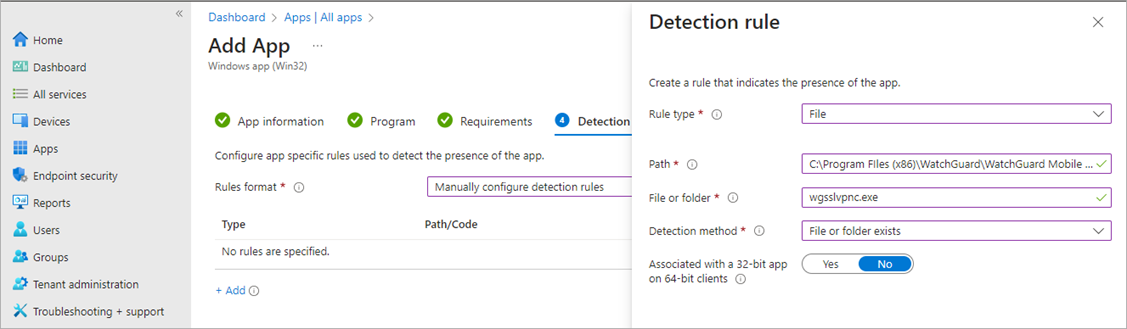 «
Home
Dashboard
All services
Devices
Apps
Endpoint security
Reports
Users
Groups
Tenant administration
Troubleshooting + support
Dashboard > Apps | All apps >
Add App ...
Windows app (Win32)
App information
Program
Requirements
4 Detection
Configure app specific rules used to detect the presence of the app.
Rules format *
Manually configure detection rules
Type Path/Code
No rules are specified.
+ Add
Detection rule
Create a rule that indicates the presence of the app.
Rule type * File
Path * C:\Program FIles (x86)\WatchGuard\WatchGuard Mobile ...
File or folder * wgsslvpnc.exe
Detection method * File or folder exists
Associated with a 32-bit app Yes No
on 64-bit clients